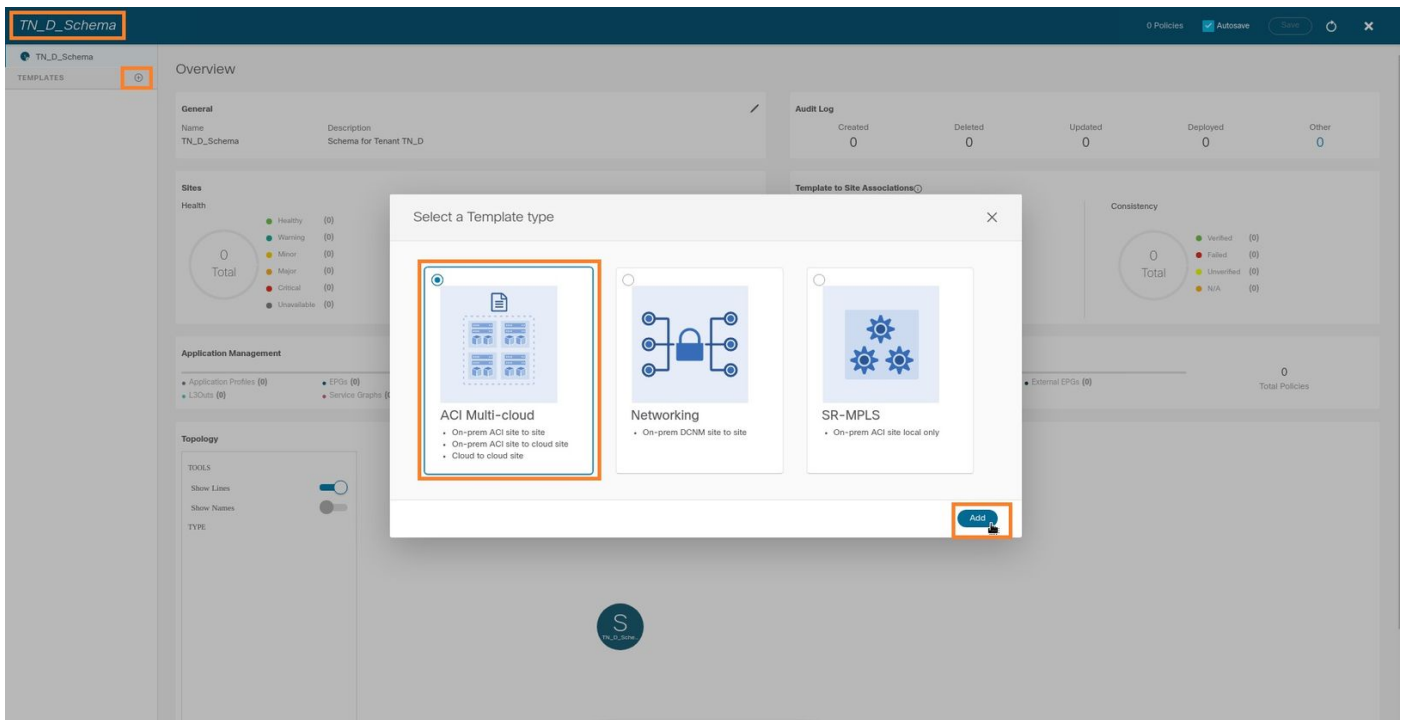 TN_D_Schema
0 Policies
Autosave
Save
TN_D_Schema
TEMPLATES
Overview
General
Name
Description
TN_D_Schema
Schema for Tenant TN_D
Audit Log
Created
Deleted
Updated
Deployed
Other
0
0
0
0
0
Sites
Health
0
Total
Healthy (0)
Warning (0)
Minor (0)
Major (0)
Critical (0)
Unavailable (0)
Template to Site Associations
Consistency
0
Total
Verified (0)
Failed (0)
Unverified (0)
N/A (0)
Select a Template type
ACI Multi-cloud
• On-prem ACI site to site
• On-prem ACI site to cloud site
• Cloud to cloud site
Networking
• On-prem DCNM site to site
SR-MPLS
• On-prem ACI site local only
Add
Application Management
Application Profiles (0)
EPGs (0)
External EPGs (0)
L3Outs (0)
Service Graphs
0
Total Policies
Topology
TOOLS
Show Lines
Show Names
TYPE
S
TN_D_Sche...